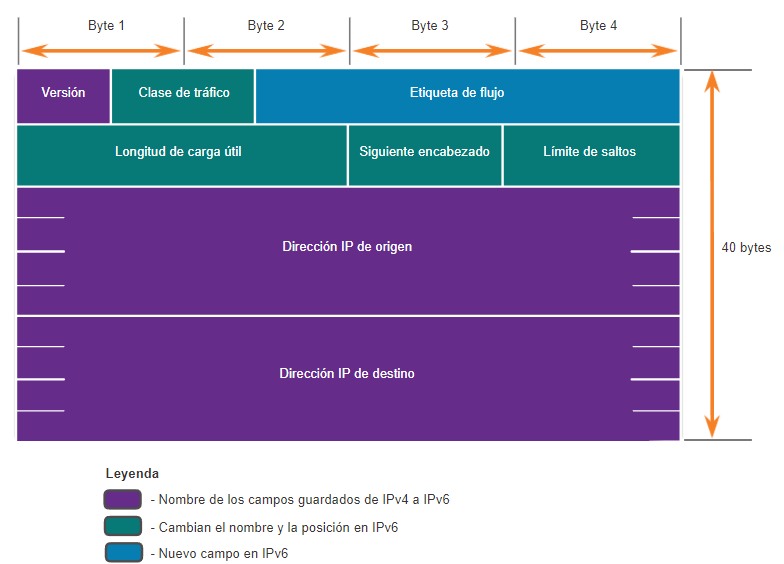 Byte 1 Byte 2 Byte 3 Byte 4
Versión Clase de tráfico Etiqueta de flujo
Longitud de carga útil Siguiente encabezado Límite de saltos
Dirección IP de origen
40 bytes
Dirección IP de destino
Leyenda
- Nombre de los campos guardados de IPv4 a IPv6
- Cambian el nombre y la posición en IPv6
- Nuevo campo en IPv6